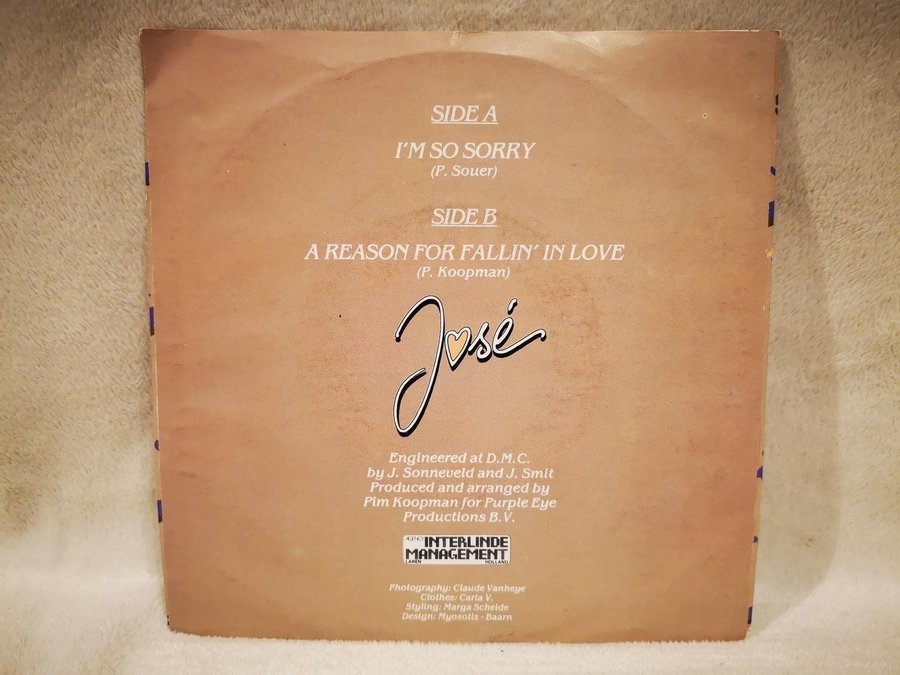 SIDE A
I'M SO SORRY
(P. Souer)
SIDE B
A REASON FOR FALLIN' IN LOVE
(P. Koopman)
José
Engineered at D.M.C.
by J. Sonneveld and J. Smit
Produced and arranged by
Pim Koopman for Purple Eye
Productions B.V.
AGENCY INTERLINDE
MANAGEMENT
LAREN HOLLAND
Photography: Claude Vanheye
Clothes: Carla V.
Styling: Marga Schelde
Design: Myosotis - Baarn